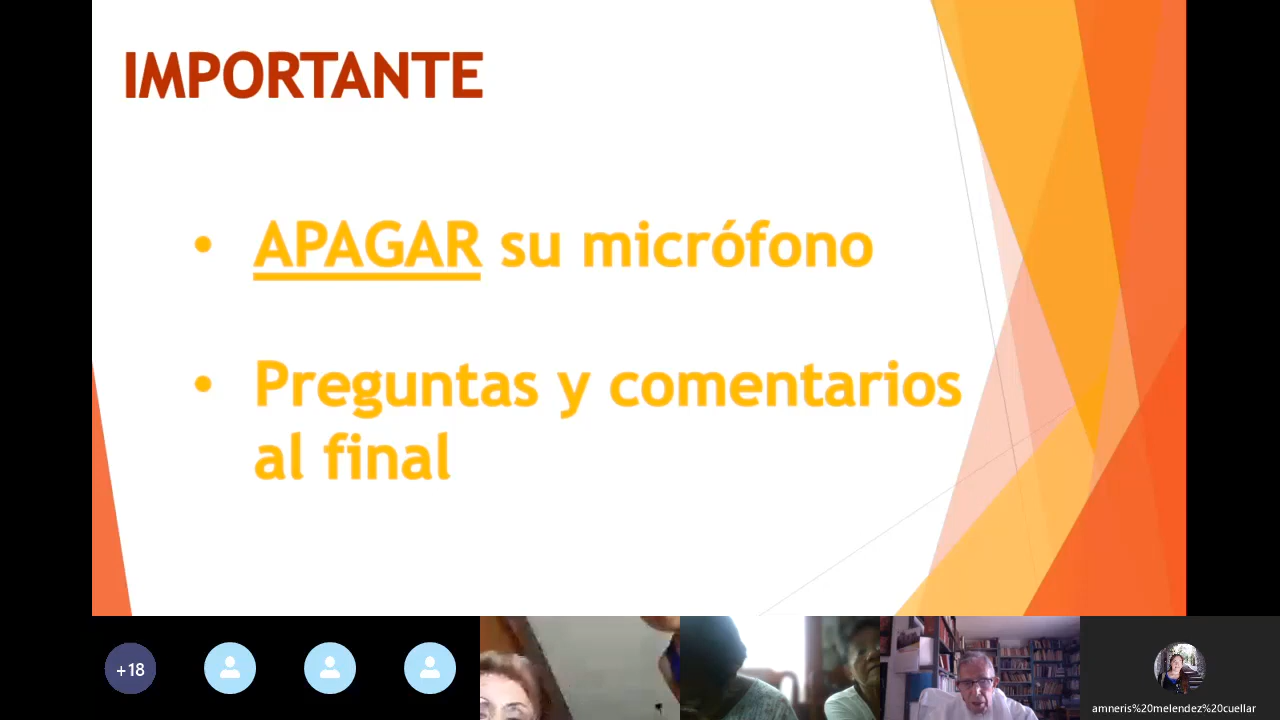 IMPORTANTE
• APAGAR su micrófono
• Preguntas y comentarios
al final
+18
amneris%20melendez%20cuellar